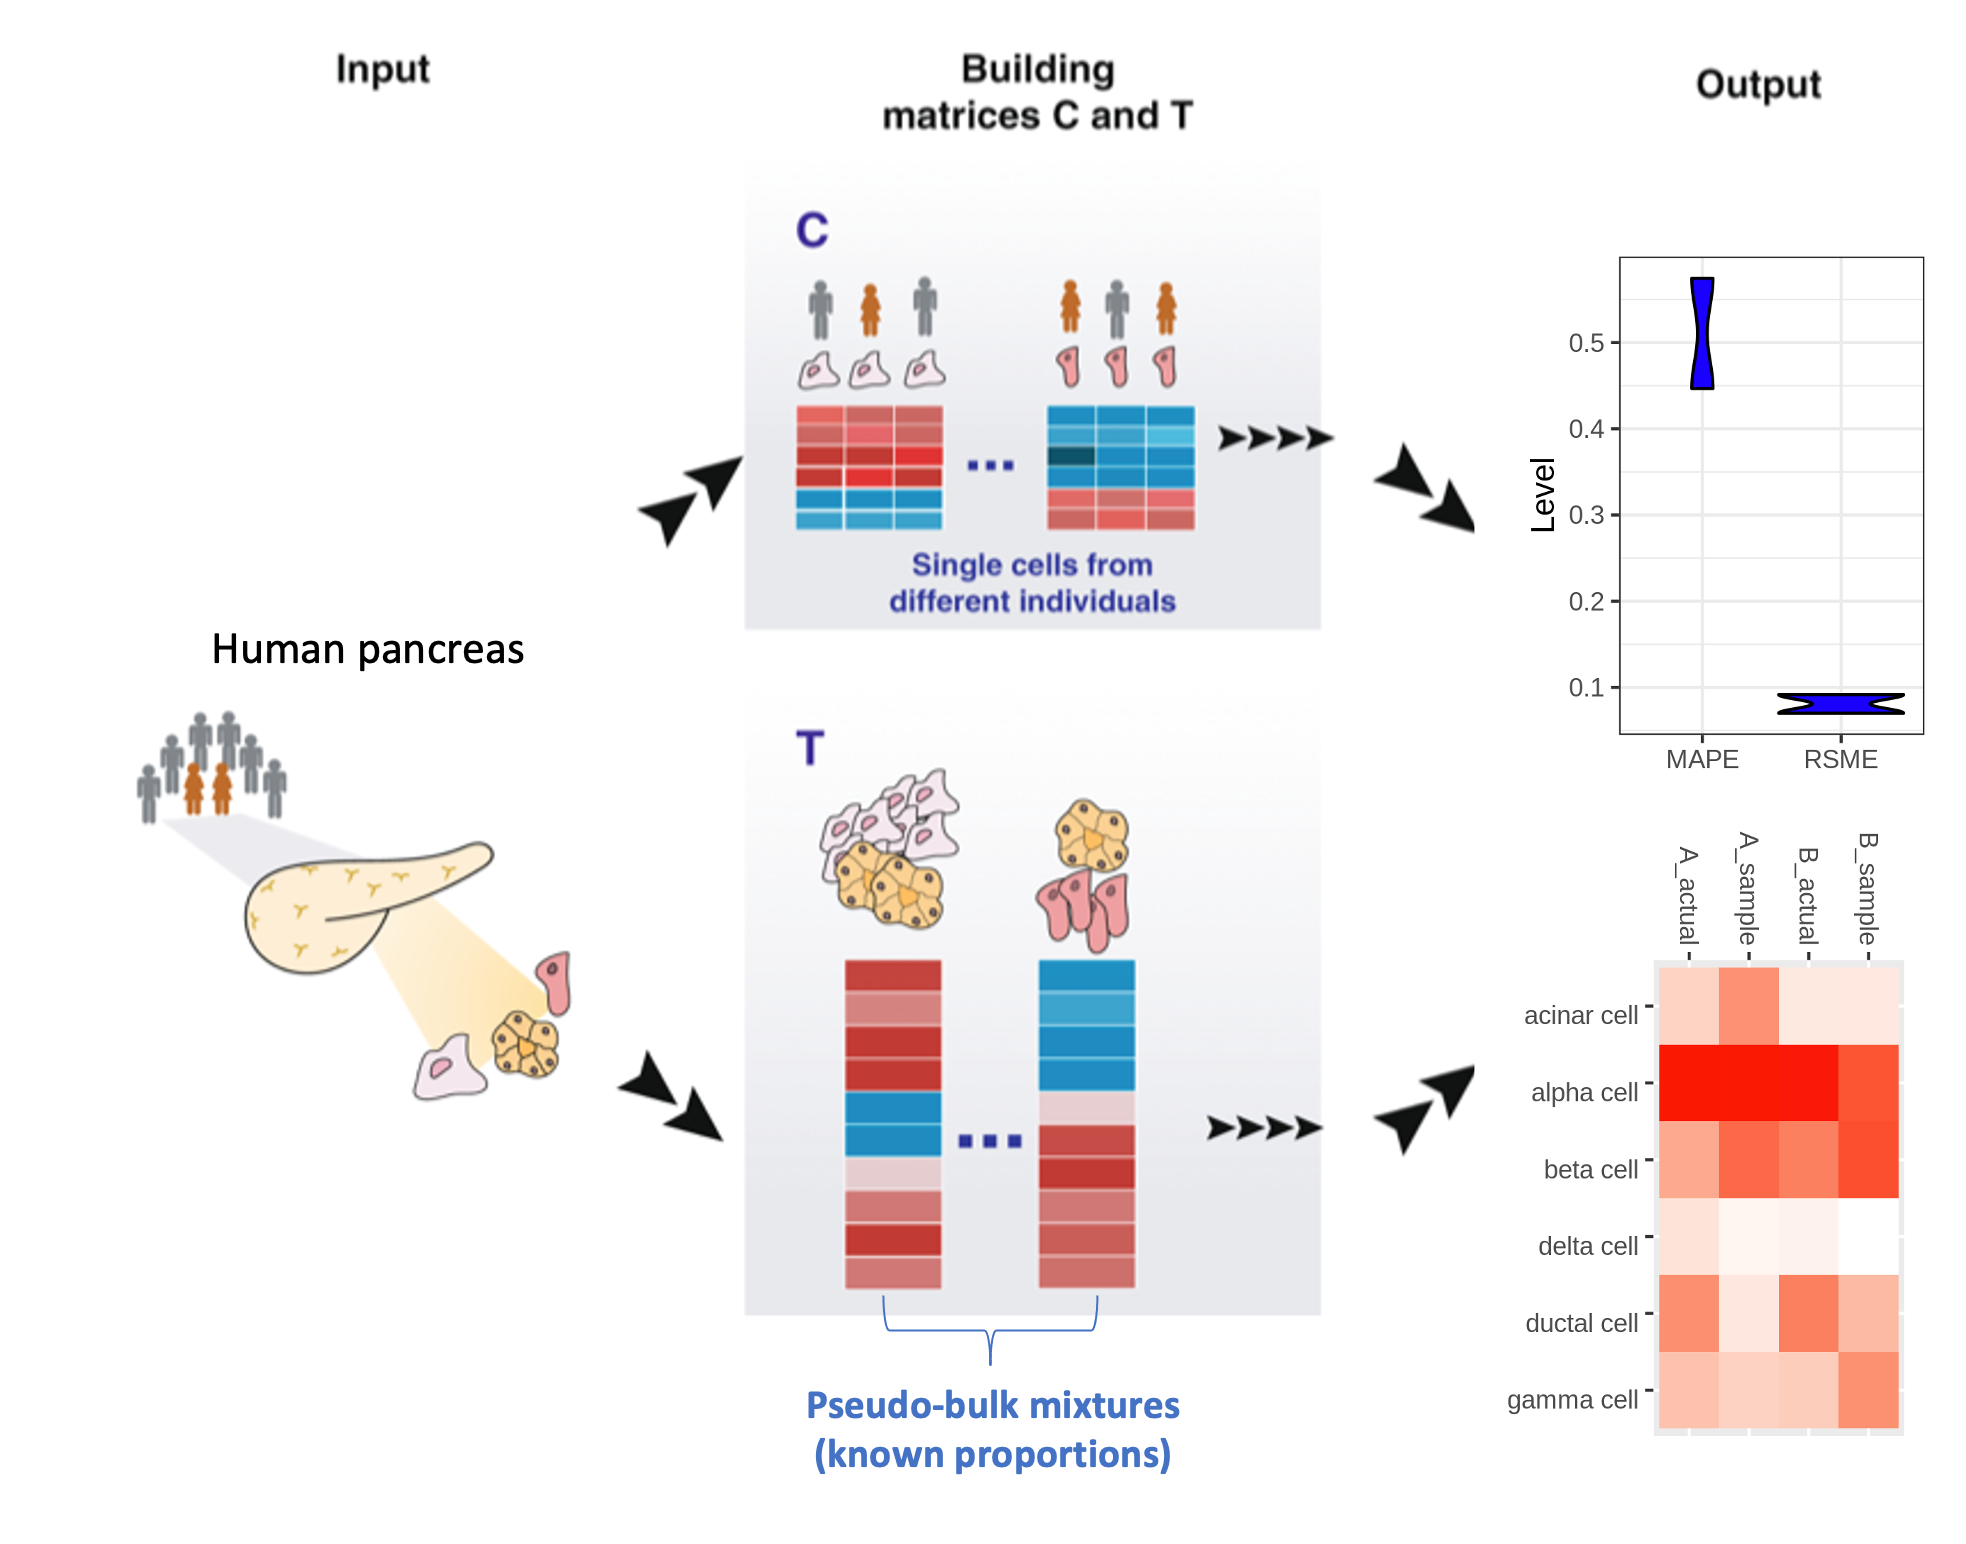 Input
Building
matrices C and T
Output
C
Single cells from
different individuals
Human pancreas
T
Pseudo-bulk mixtures
(known proportions)
Level
0.5
0.4
0.3
0.2
0.1
MAPE
RSME
A_actual
A_sample
B_actual
B_sample
acinar cell
alpha cell
beta cell
delta cell
ductal cell
gamma cell